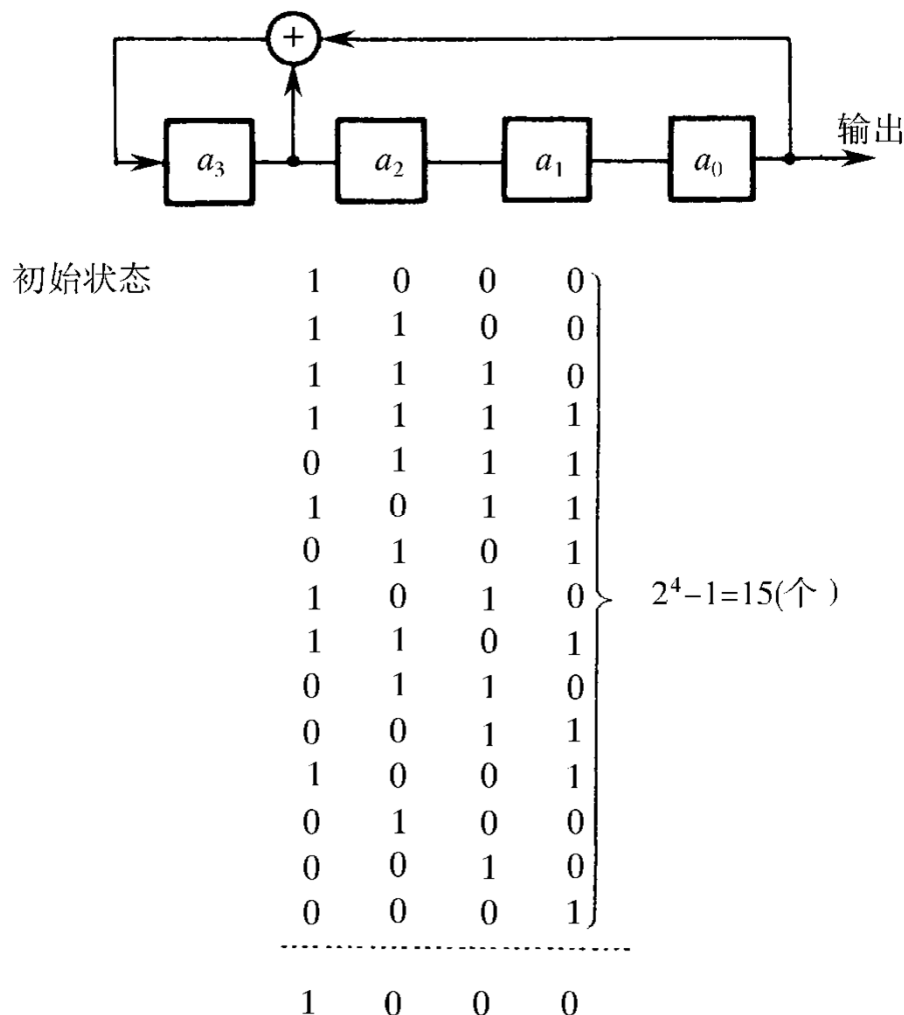 +
输出
a₃ a₂ a₁ a₀
初始状态 1 0 0 0
1 1 0 0
1 1 1 0
1 1 1 1
0 1 1 1
1 0 1 1
0 1 0 1
1 0 1 0 2⁴-1=15(个)
1 1 0 1
0 1 1 0
0 0 1 1
1 0 0 1
0 1 0 0
0 0 1 0
0 0 0 1
1 0 0 0